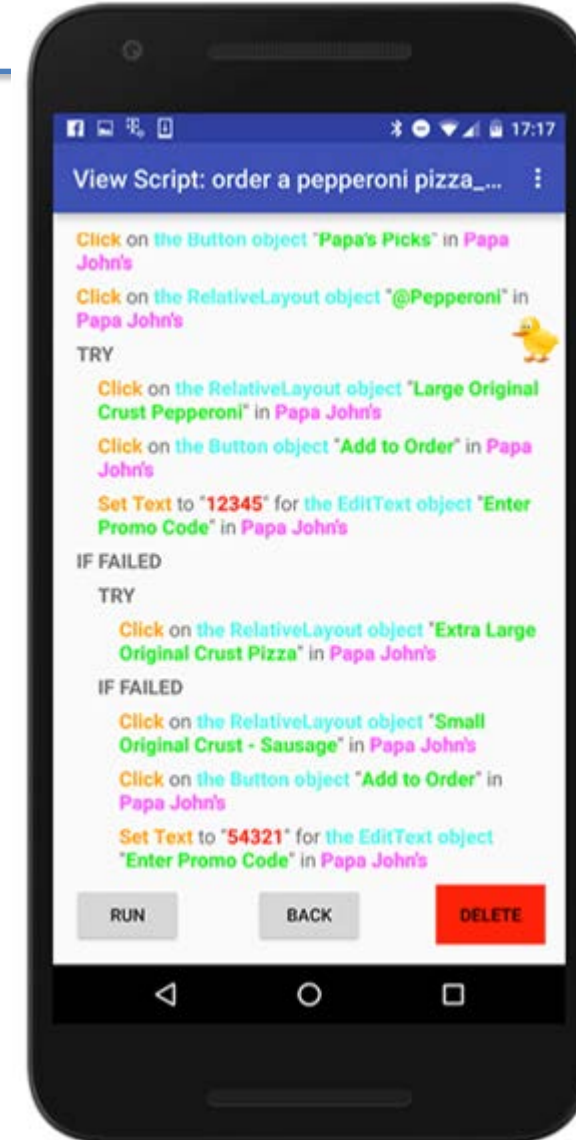 17:17
View Script: order a pepperoni pizza_...
Click on the Button object "Papa's Picks" in Papa
John's
Click on the RelativeLayout object "@Pepperoni" in
Papa John's
TRY
Click on the RelativeLayout object "Large Original
Crust Pepperoni" in Papa John's
Click on the Button object "Add to Order" in Papa
John's
Set Text to "12345" for the EditText object "Enter
Promo Code" in Papa John's
IF FAILED
TRY
Click on the RelativeLayout object "Extra Large
Original Crust Pizza" in Papa John's
IF FAILED
Click on the RelativeLayout object "Small
Original Crust - Sausage" in Papa John's
Click on the Button object "Add to Order" in
Papa John's
Set Text to "54321" for the EditText object
"Enter Promo Code" in Papa John's
RUN BACK DELETE